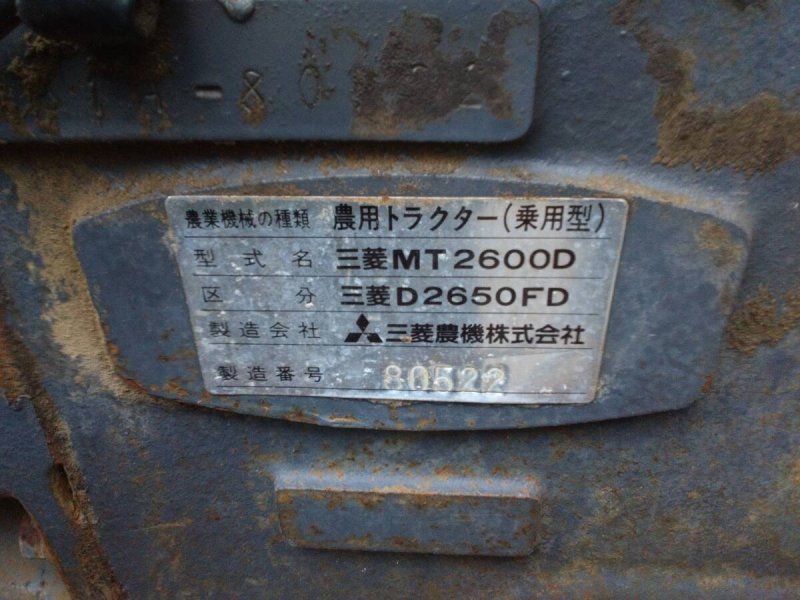 -80
農業機械の種類 農用トラクター(乗用型)
型式名 三菱MT2600D
区分 三菱D2650FD
製造会社 三菱農機株式会社
製造番号 80522